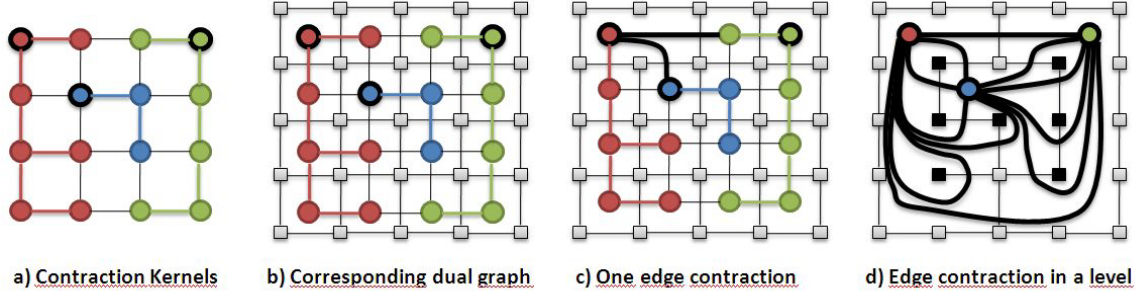 a) Contraction Kernels
b) Corresponding dual graph
c) One edge contraction
d) Edge contraction in a level